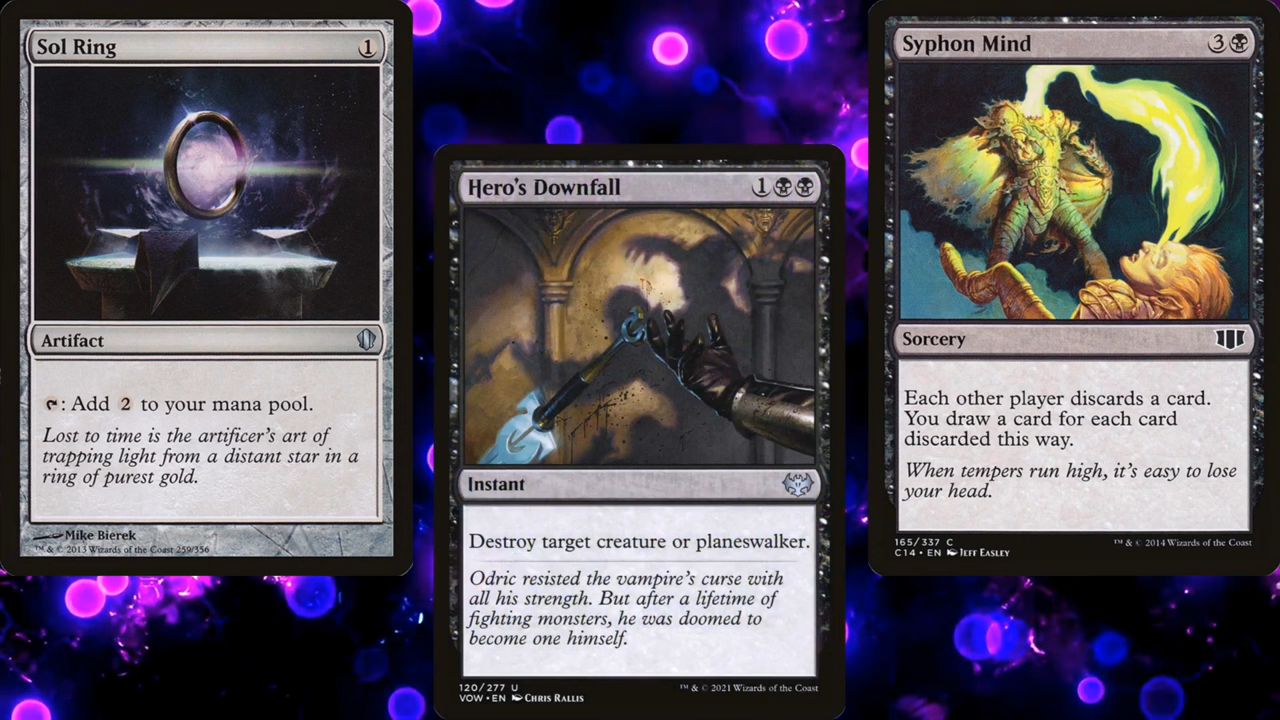 Sol Ring 1
Artifact
: Add 2 to your mana pool.
Lost to time is the artificer's art of
trapping light from a distant star in a
ring of purest gold.
Mike Bierek
™ & © 2013 Wizards of the Coast 259/356
Hero's Downfall 1
Instant
Destroy target creature or planeswalker.
Odric resisted the vampire's curse with
all his strength. But after a lifetime of
fighting monsters, he was doomed to
become one himself.
120/277 U
VOW • EN Chris Rallis
™ & © 2021 Wizards of the Coast
Syphon Mind 3
Sorcery
Each other player discards a card.
You draw a card for each card
discarded this way.
When tempers run high, it's easy to lose
your head.
165/337 C
C14 • EN Jeff Easley
™ & © 2014 Wizards of the Coast